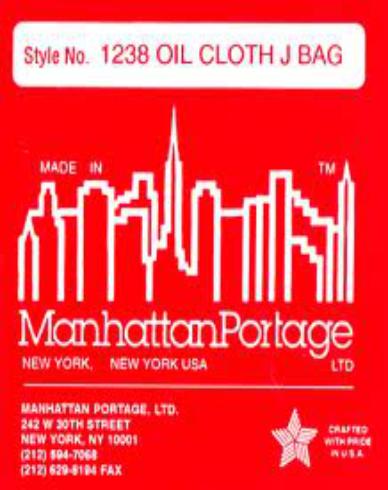 Style No. 1238 OIL CLOTH J BAG
MADE IN
TM
ManhattanPortage
NEW YORK, NEW YORK USA
LTD
MANHATTAN PORTAGE, LTD.
242 W 30TH STREET
NEW YORK, NY 10001
(212) 594-7068
(212) 629-8194 FAX
CRAFTED
WITH PRIDE
IN U.S.A.